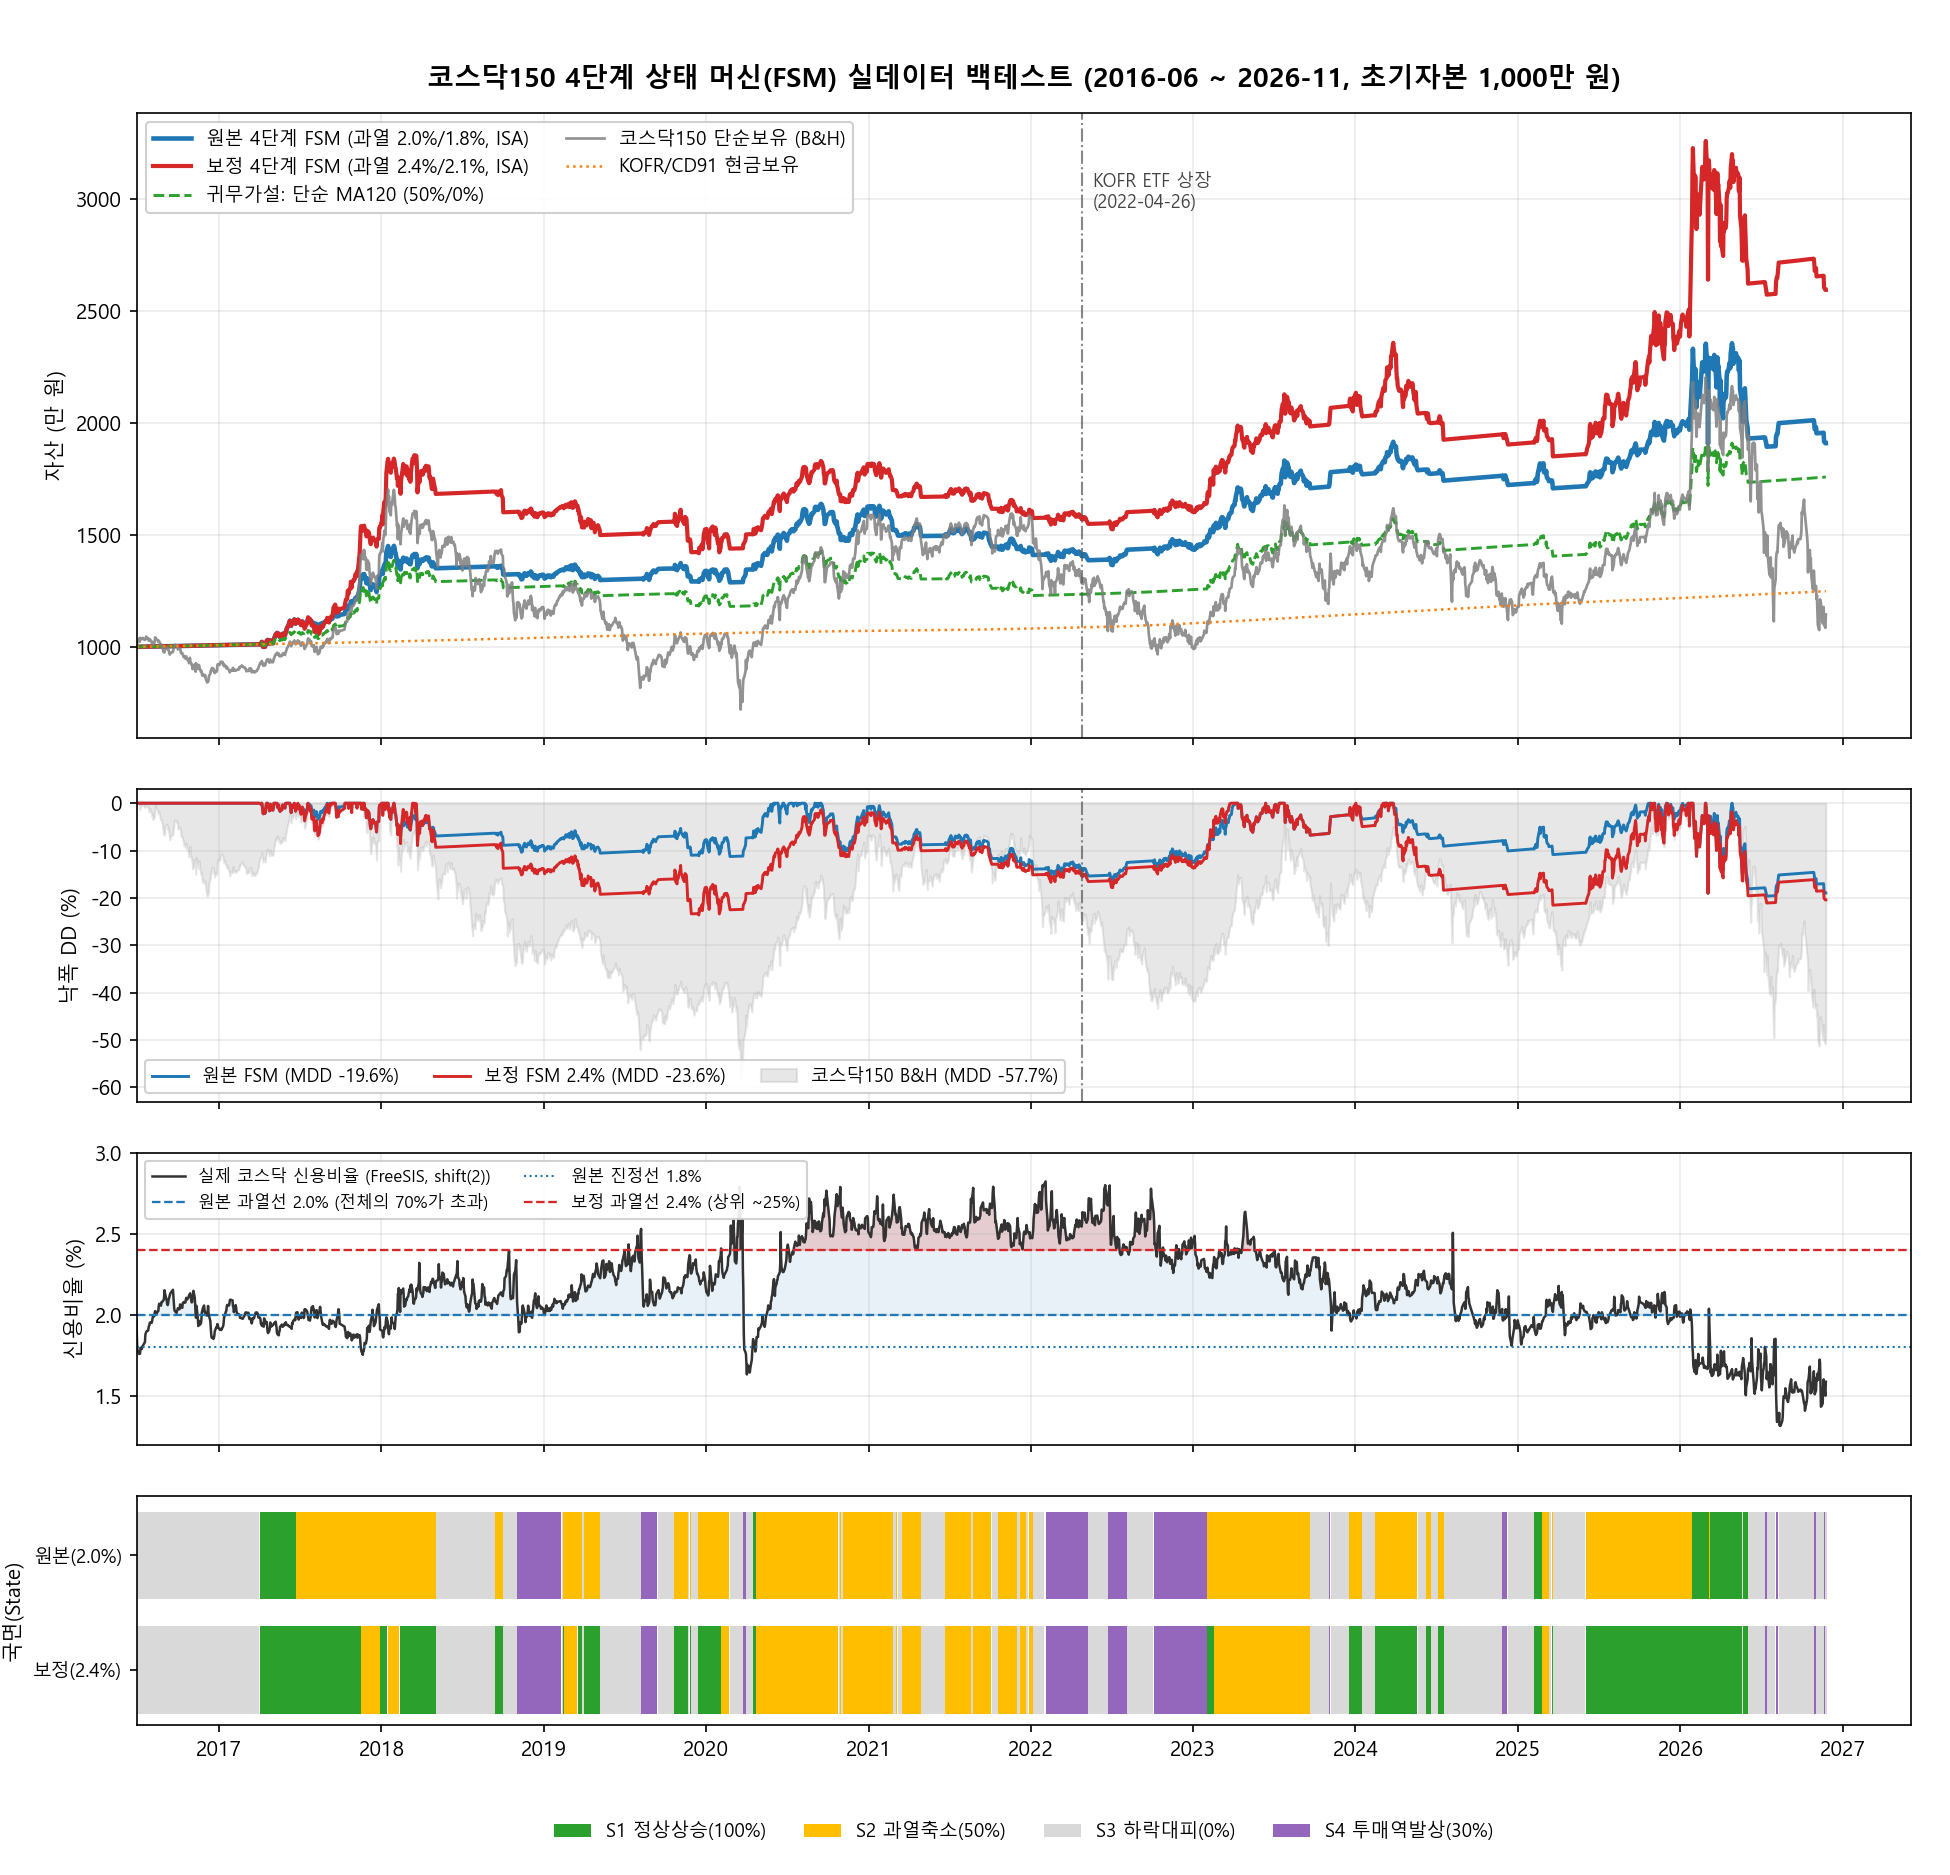 코스닥150 4단계 상태 머신(FSM) 실데이터 백테스트 (2016-06 ~ 2026-11, 초기자본 1,000만 원)
원본 4단계 FSM (과열 2.0%/1.8%, ISA)
보정 4단계 FSM (과열 2.4%/2.1%, ISA)
귀무가설: 단순 MA120 (50%/0%)
코스닥150 단순보유 (B&H)
KOFR/CD91 현금보유
KOFR ETF 상장
(2022-04-26)
자산 (만 원)
3000
2500
2000
1500
1000
낙폭 DD (%)
0
-10
-20
-30
-40
-50
-60
원본 FSM (MDD -19.6%)
보정 FSM 2.4% (MDD -23.6%)
코스닥150 B&H (MDD -57.7%)
신용비율 (%)
3.0
2.5
2.0
1.5
실제 코스닥 신용비율 (FreeSIS, shift(2))
원본 과열선 2.0% (전체의 70%가 초과)
원본 진정선 1.8%
보정 과열선 2.4% (상위 ~25%)
국면(State)
원본(2.0%)
보정(2.4%)
2017
2018
2019
2020
2021
2022
2023
2024
2025
2026
2027
S1 정상상승(100%)
S2 과열축소(50%)
S3 하락대피(0%)
S4 투매역발상(30%)